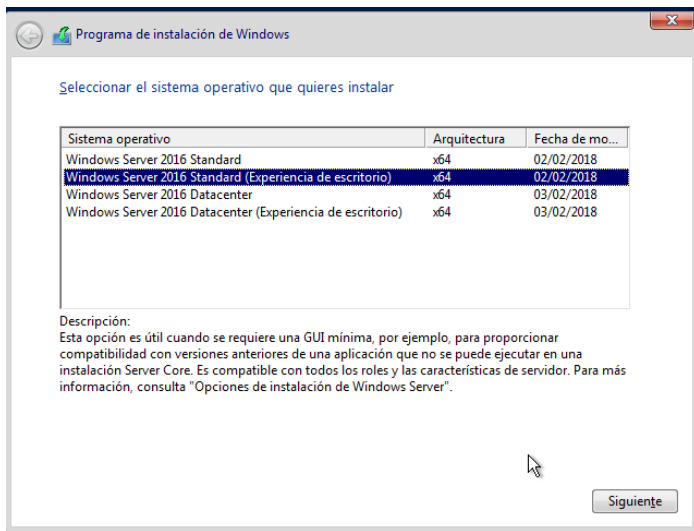 Programa de instalación de Windows
Seleccionar el sistema operativo que quieres instalar
Sistema operativo Arquitectura Fecha de mo...
Windows Server 2016 Standard x64 02/02/2018
Windows Server 2016 Standard (Experiencia de escritorio) x64 02/02/2018
Windows Server 2016 Datacenter x64 03/02/2018
Windows Server 2016 Datacenter (Experiencia de escritorio) x64 03/02/2018
Descripción:
Esta opción es útil cuando se requiere una GUI mínima, por ejemplo, para proporcionar
compatibilidad con versiones anteriores de una aplicación que no se puede ejecutar en una
instalación Server Core. Es compatible con todos los roles y las características de servidor. Para más
información, consulta "Opciones de instalación de Windows Server".
Siguiente